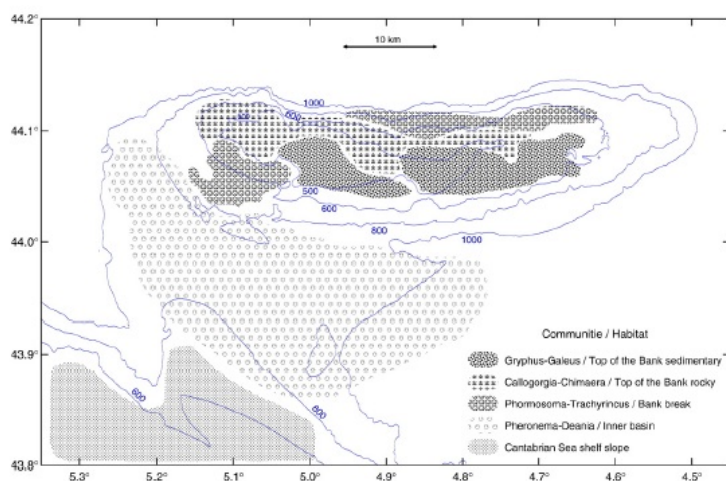 44.2°
10 km
1000
600
44.1°
500
600
800
44.0°
1000
Communitie / Habitat
43.9°
Gryphus-Galeus / Top of the Bank sedimentary
Callogorgia-Chimaera / Top of the Bank rocky
Phormosoma-Trachyrincus / Bank break
600
800
Pheronema-Deania / Inner basin
Cantabrian Sea shelf slope
43.8°
5.3° 5.2° 5.1° 5.0° 4.9° 4.8° 4.7° 4.6° 4.5°